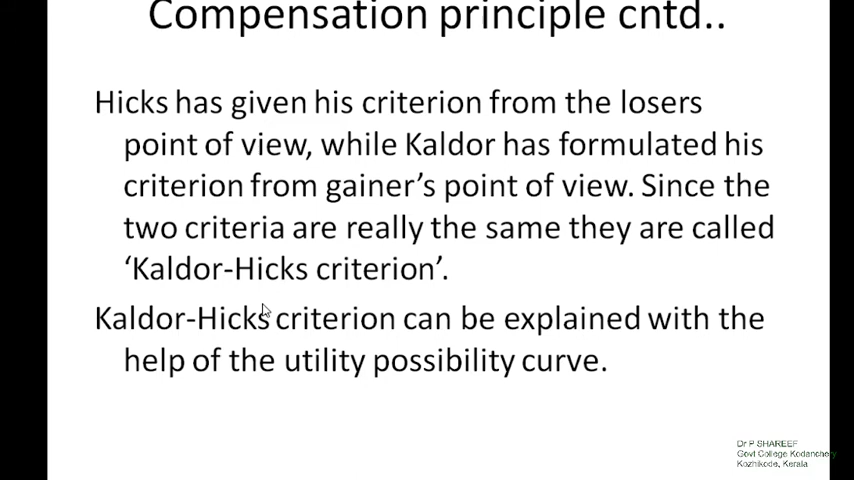 Compensation principle cntd..
Hicks has given his criterion from the losers
point of view, while Kaldor has formulated his
criterion from gainer’s point of view. Since the
two criteria are really the same they are called
‘Kaldor-Hicks criterion’.
Kaldor-Hicks criterion can be explained with the
help of the utility possibility curve.
Dr P SHAREEF
Govt College Kodanchery
Kozhikode, Kerala